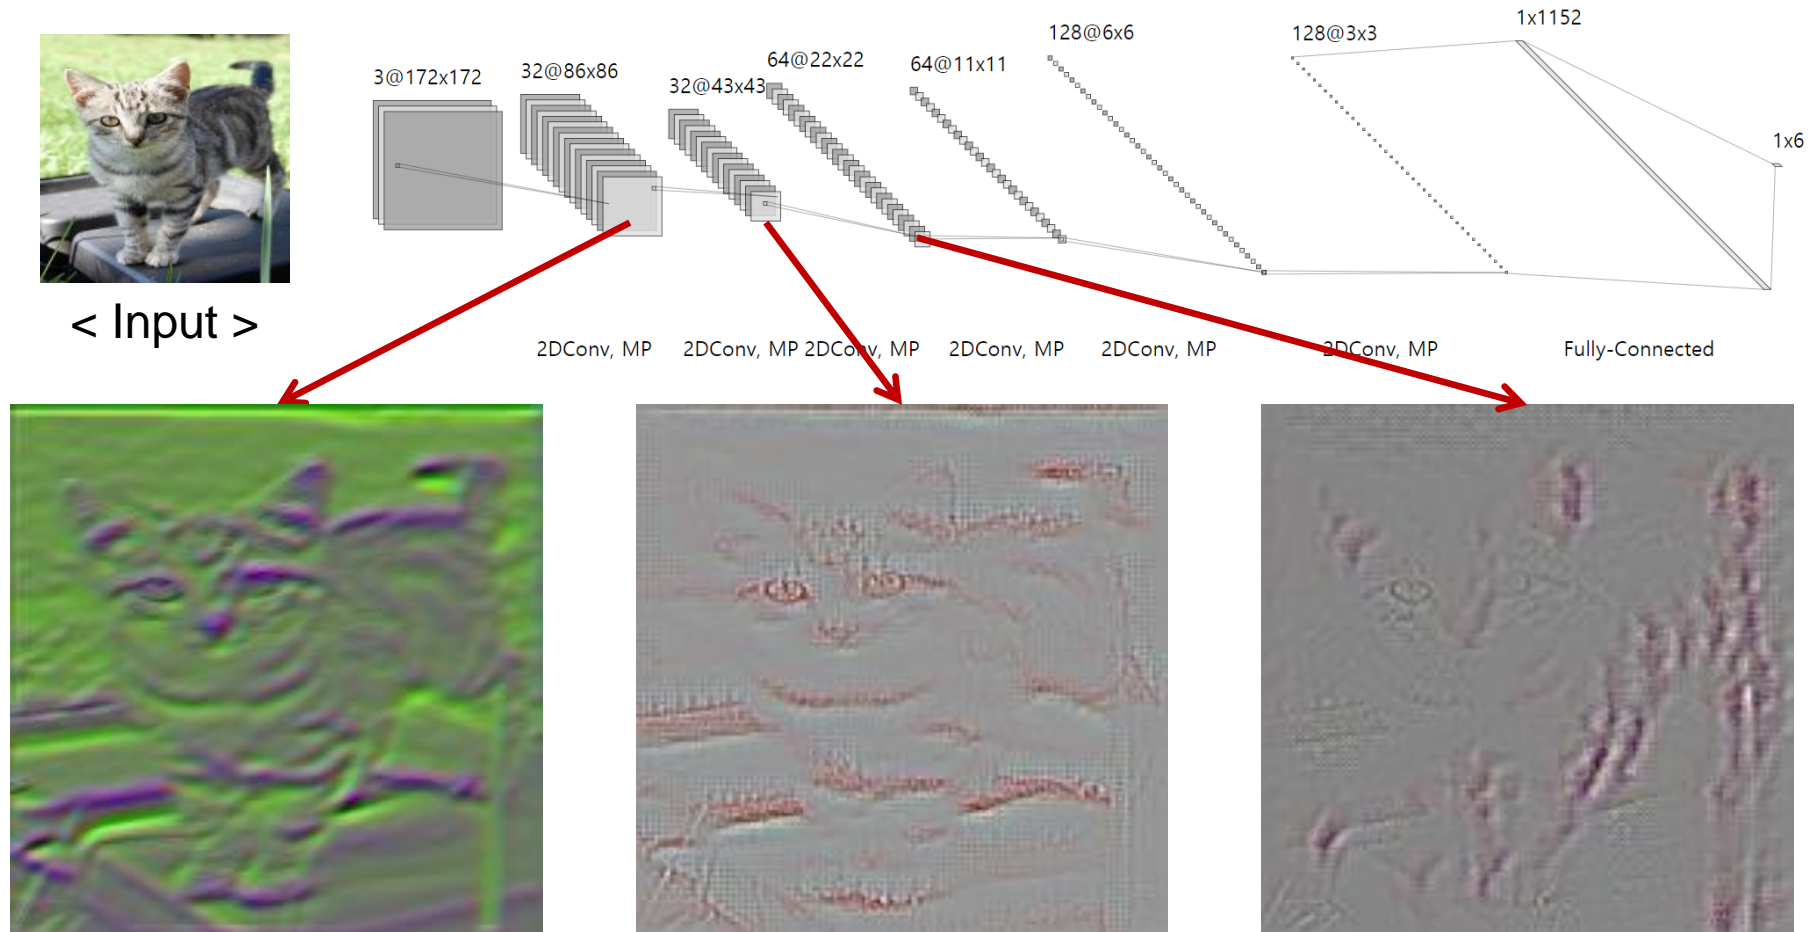 3@172x172
32@86x86
32@43x43
64@22x22
64@11x11
128@6x6
128@3x3
1x1152
1x6
< Input >
2DConv, MP
2DConv, MP
2DConv, MP
2DConv, MP
2DConv, MP
2DConv, MP
Fully-Connected